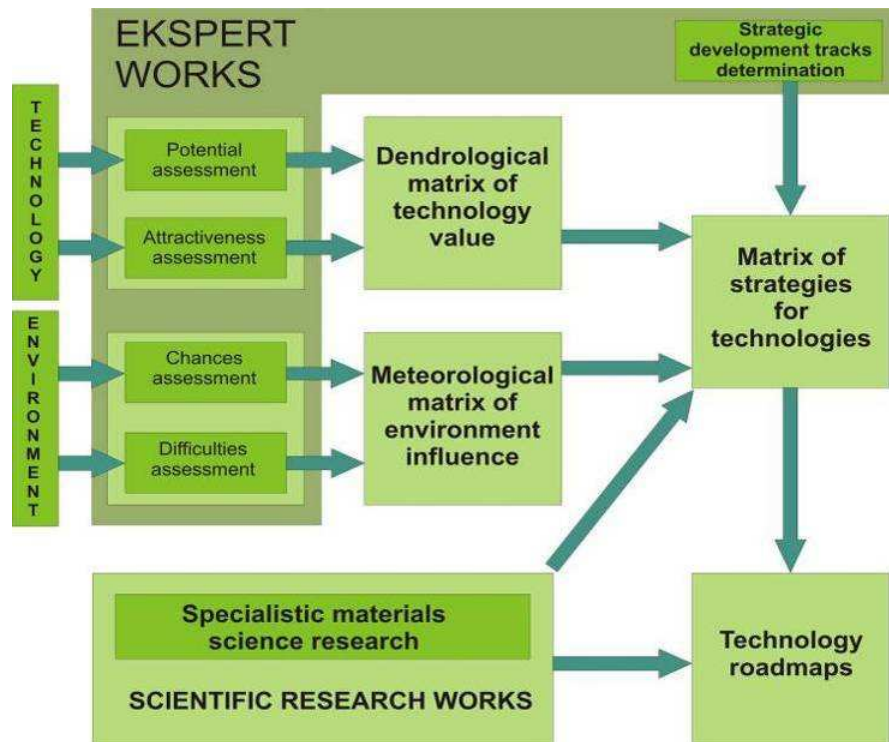 EKSPERT
WORKS
Strategic
development tracks
determination
TECHNOLOGY
Potential
assessment
Attractiveness
assessment
Dendrological
matrix of
technology
value
Matrix of
strategies
for
technologies
ENVIRONMENT
Chances
assessment
Difficulties
assessment
Meteorological
matrix of
environment
influence
Specialistic materials
science research
SCIENTIFIC RESEARCH WORKS
Technology
roadmaps